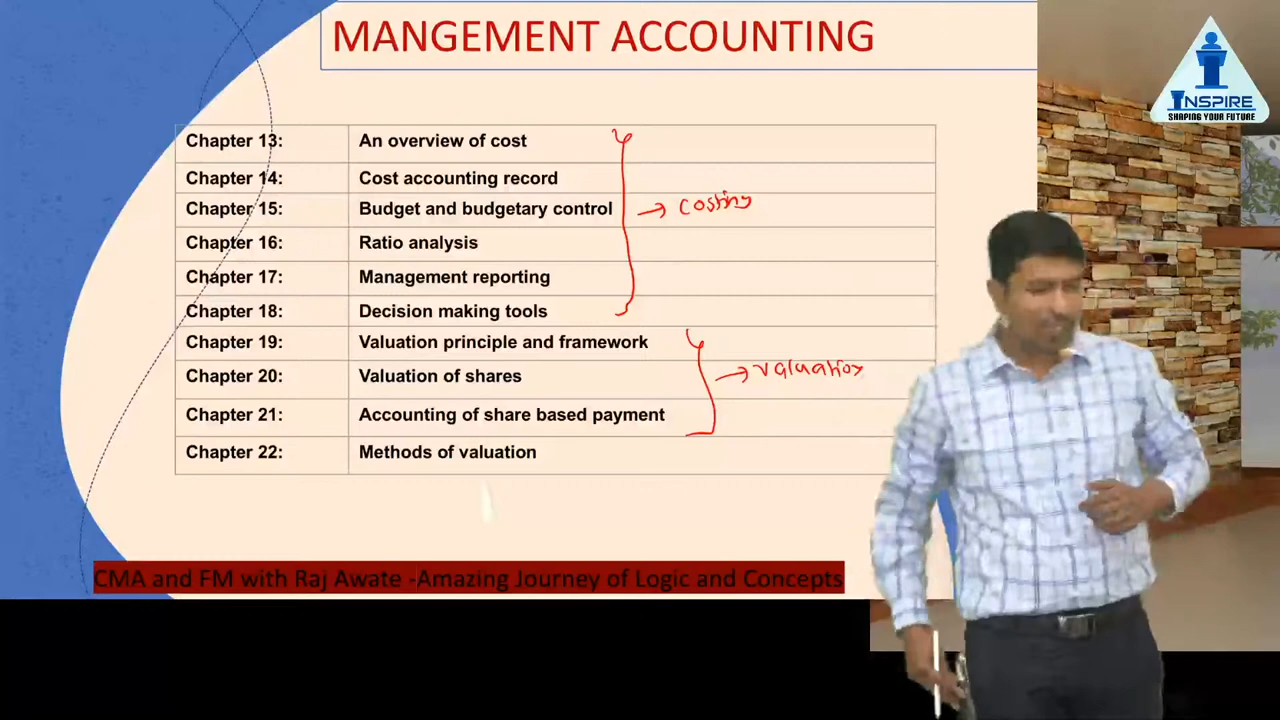 MANGEMENT ACCOUNTING
INSPIRE
SHAPING YOUR FUTURE
Chapter 13: An overview of cost
Chapter 14: Cost accounting record
Chapter 15: Budget and budgetary control → costing
Chapter 16: Ratio analysis
Chapter 17: Management reporting
Chapter 18: Decision making tools
Chapter 19: Valuation principle and framework
Chapter 20: Valuation of shares → valuation
Chapter 21: Accounting of share based payment
Chapter 22: Methods of valuation
CMA and FM with Raj Awate -Amazing Journey of Logic and Concepts